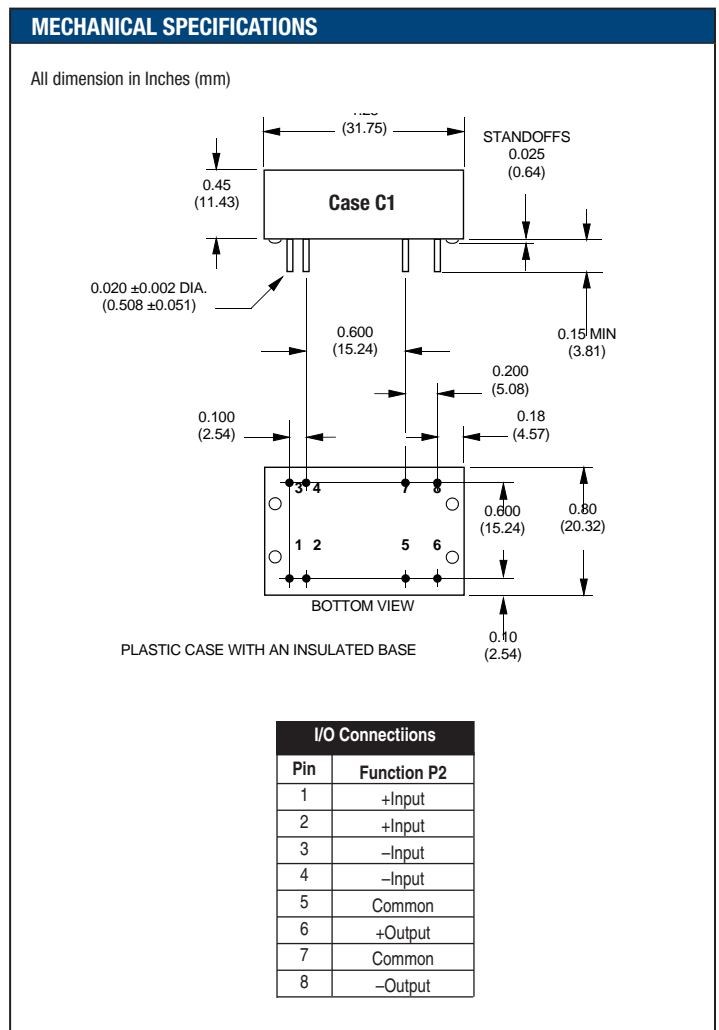 MECHANICAL SPECIFICATIONS
All dimension in Inches (mm)
(31.75)
STANDOFFS
0.025
(0.64)
0.45
(11.43)
Case C1
0.020 ±0.002 DIA.
(0.508 ±0.051)
0.600
(15.24)
0.15 MIN
(3.81)
0.200
(5.08)
0.100
(2.54)
0.18
(4.57)
3 4 7 8
0.600
(15.24)
0.80
(20.32)
1 2 5 6
BOTTOM VIEW
0.10
(2.54)
PLASTIC CASE WITH AN INSULATED BASE
I/O Connectiions
Pin Function P2
1 +Input
2 +Input
3 –Input
4 –Input
5 Common
6 +Output
7 Common
8 –Output